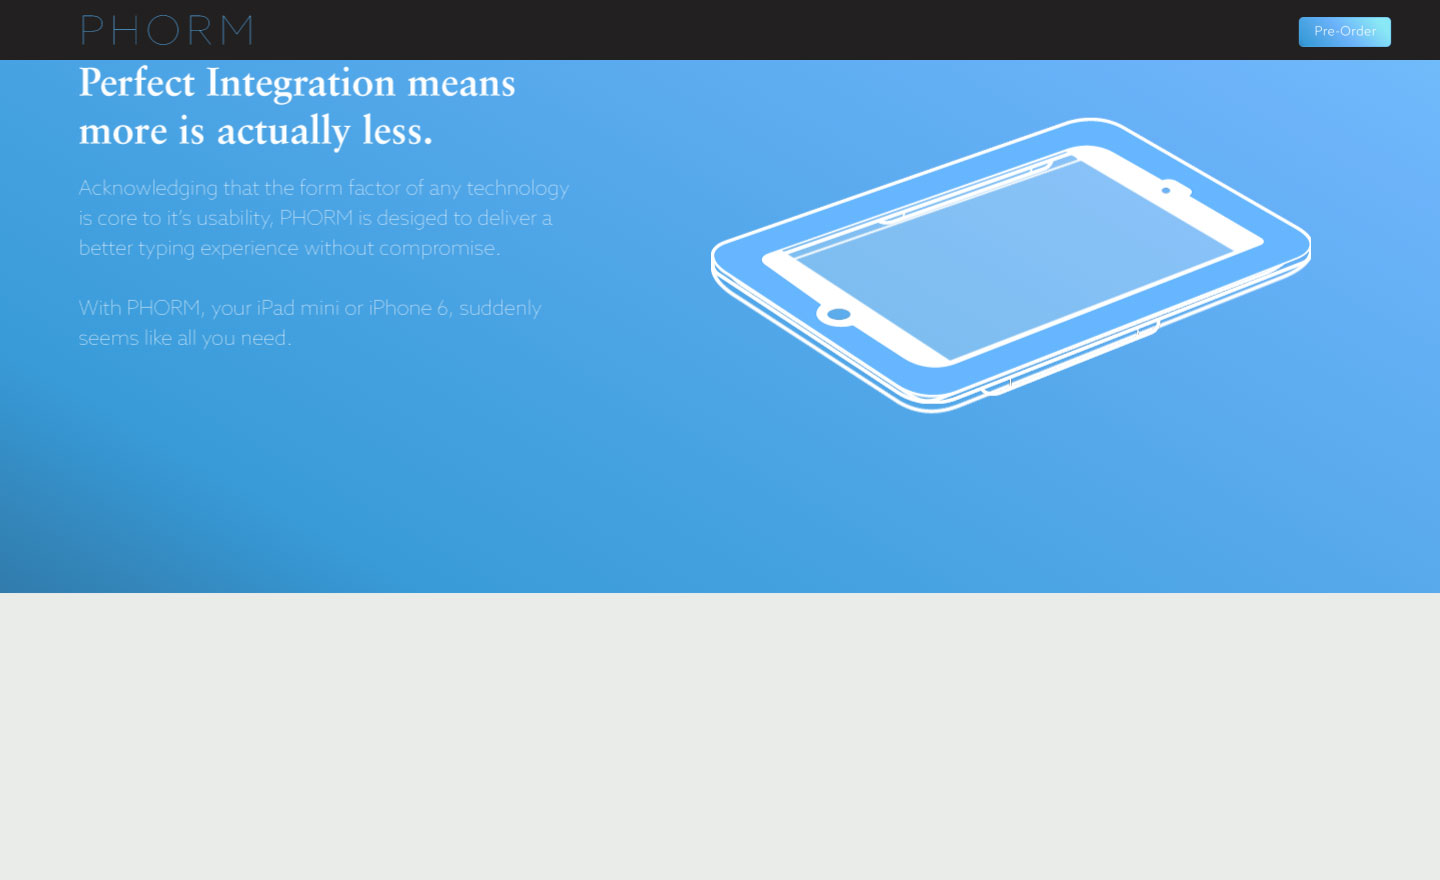 PHORM
Pre-Order
Perfect Integration means
more is actually less.
Acknowledging that the form factor of any technology
is core to it’s usability, PHORM is desiged to deliver a
better typing experience without compromise.
With PHORM, your iPad mini or iPhone 6, suddenly
seems like all you need.